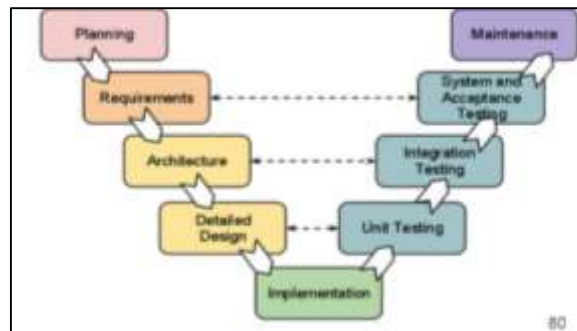 Planning
Maintenance
Requirements
System and
Acceptance
Testing
Architecture
Integration
Testing
Detailed
Design
Unit Testing
Implementation
80